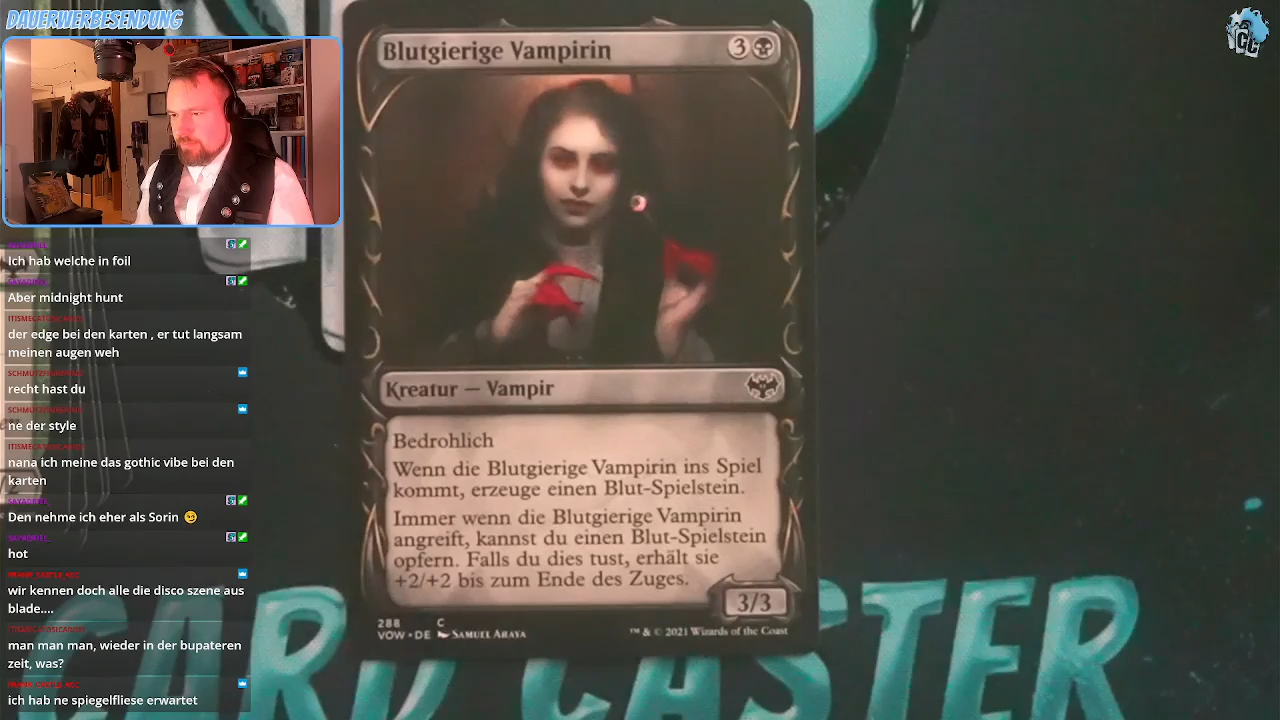 DAUERWERBESENDUNG
Ich hab welche in foil
Aber midnight hunt
der edge bei den karten , er tut langsam
meinen augen weh
recht hast du
ne der style
nana ich meine das gothic vibe bei den
karten
Den nehme ich eher als Sorin 😉
hot
wir kennen doch alle die disco szene aus
blade....
man man man, wieder in der bupateren
zeit, was?
ich hab ne spiegelfliese erwartet
Blutgierige Vampirin 3
Kreatur — Vampir
Bedrohlich
Wenn die Blutgierige Vampirin ins Spiel
kommt, erzeuge einen Blut-Spielstein.
Immer wenn die Blutgierige Vampirin
angreift, kannst du einen Blut-Spielstein
opfern. Falls du dies tust, erhält sie
+2/+2 bis zum Ende des Zuges.
3/3
288 C
VOW • DE SAMUEL ARAYA
™ & © 2021 Wizards of the Coast
CARD CASTER
CC